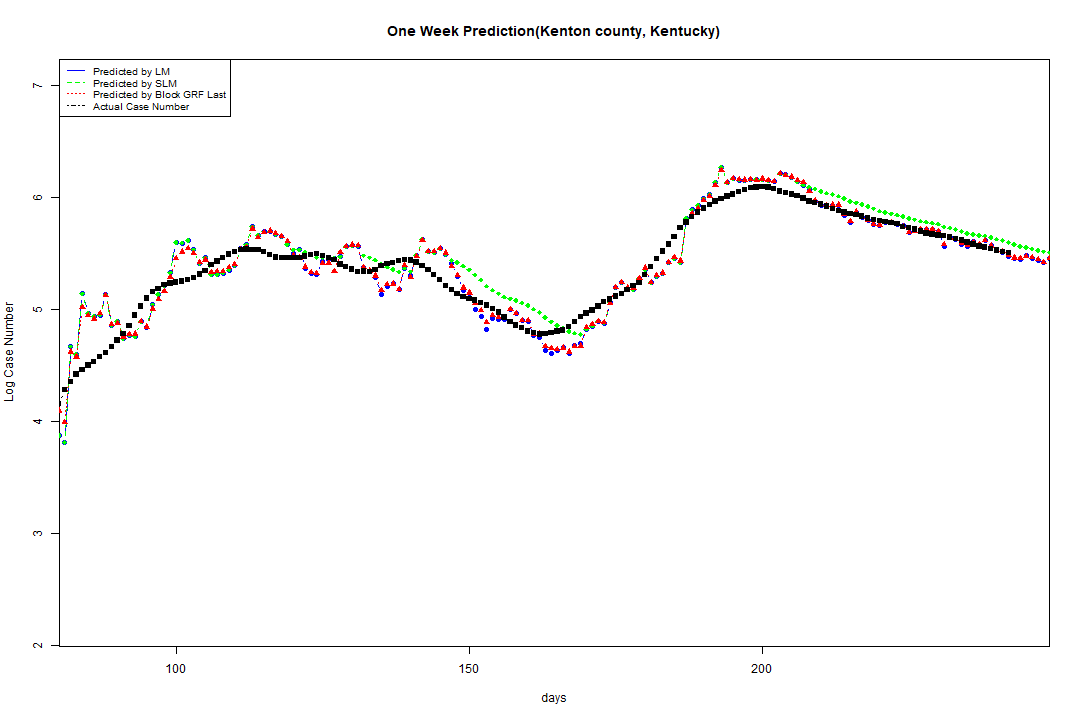 One Week Prediction(Kenton county, Kentucky)
Predicted by LM
Predicted by SLM
Predicted by Block GRF Last
Actual Case Number
7
6
5
4
3
2
Log Case Number
100 150 200
days